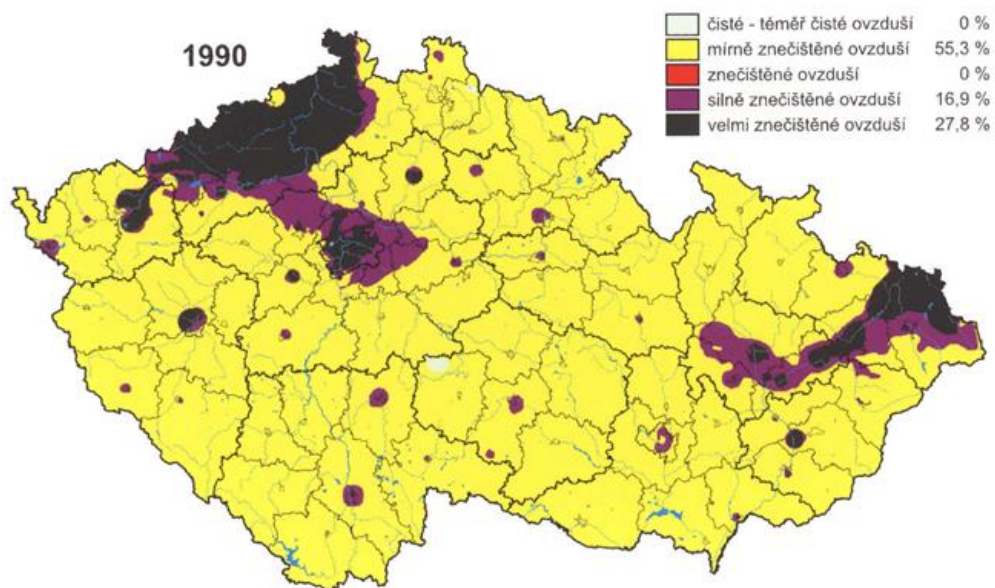 1990
čisté - téměř čisté ovzduší 0 %
mírně znečištěné ovzduší 55,3 %
znečištěné ovzduší 0 %
silně znečištěné ovzduší 16,9 %
velmi znečištěné ovzduší 27,8 %